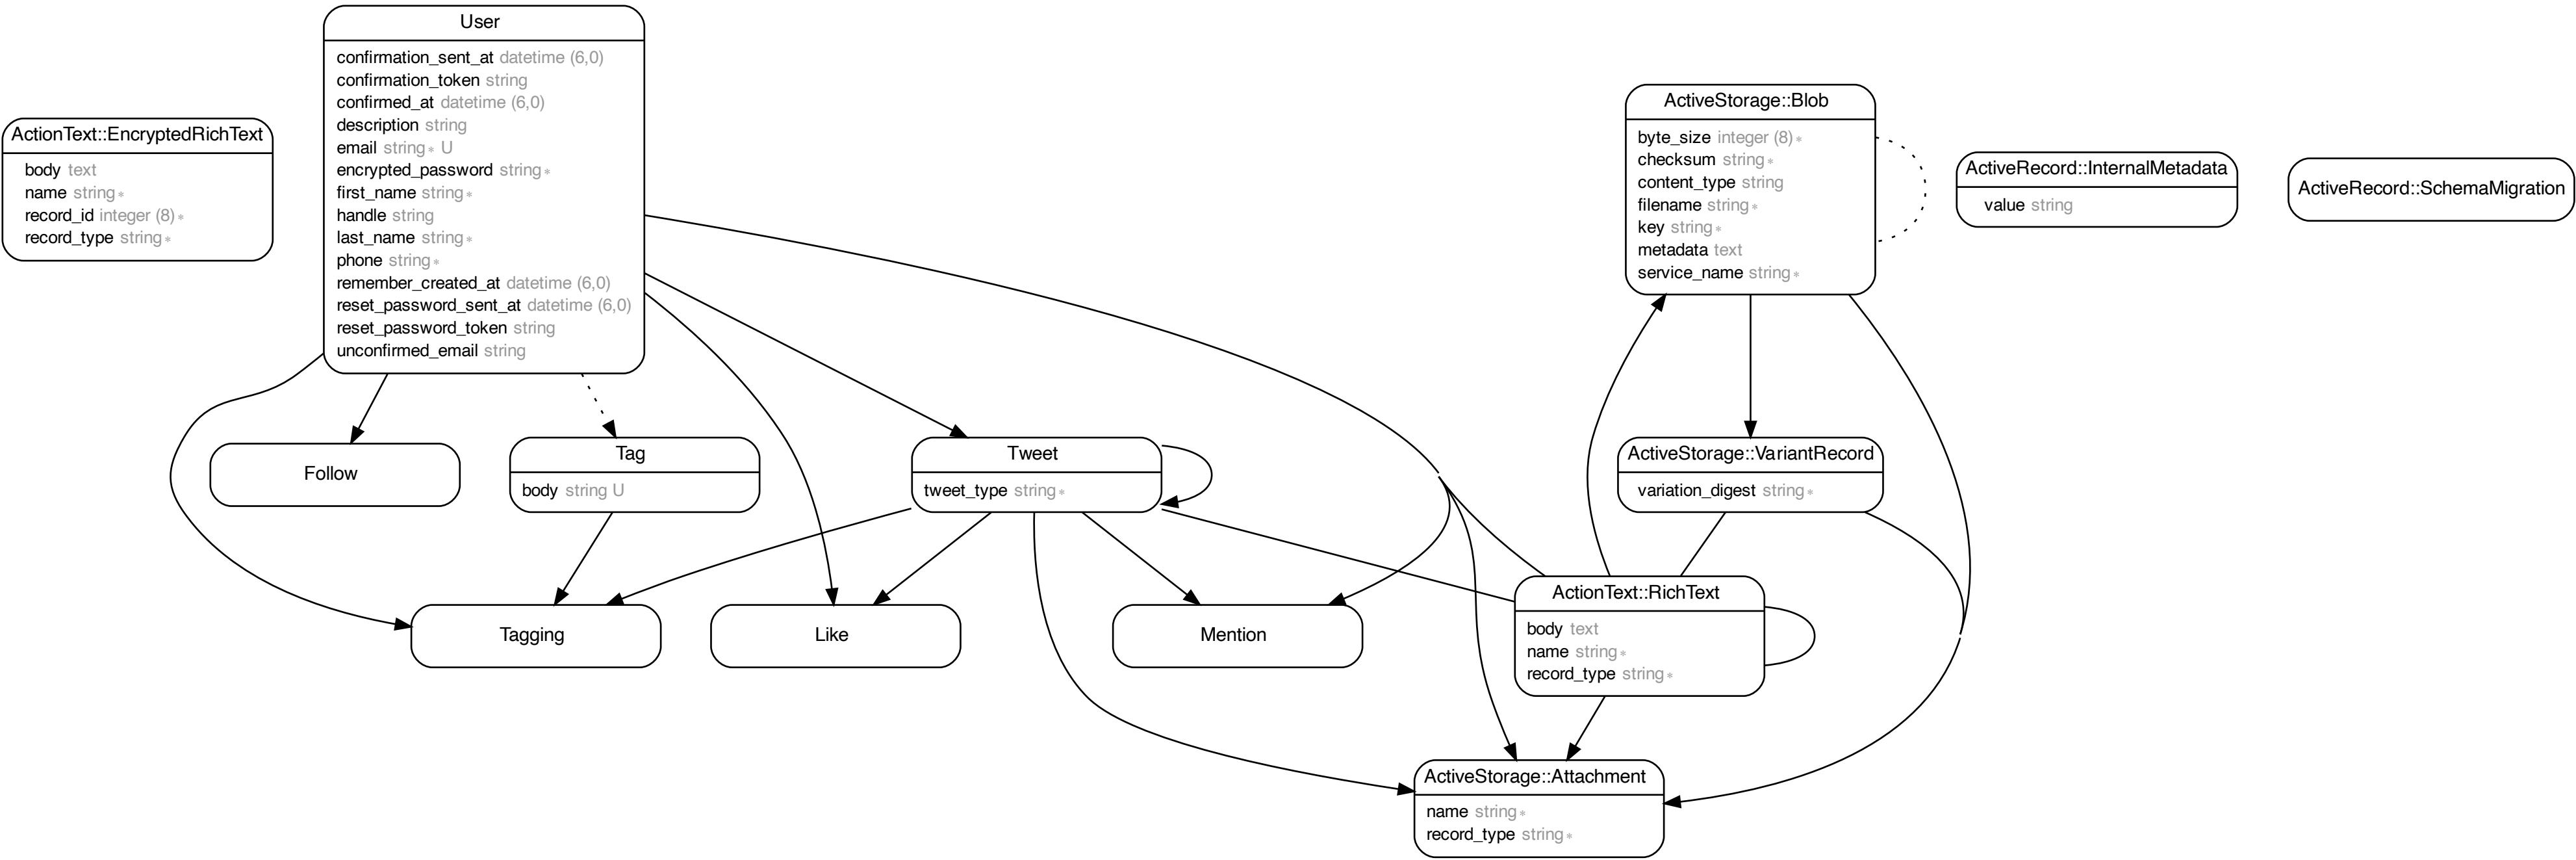 User
confirmation_sent_at datetime (6,0)
confirmation_token string
confirmed_at datetime (6,0)
description string
email string∗ U
encrypted_password string∗
first_name string∗
handle string
last_name string∗
phone string∗
remember_created_at datetime (6,0)
reset_password_sent_at datetime (6,0)
reset_password_token string
unconfirmed_email string
ActionText::EncryptedRichText
body text
name string∗
record_id integer (8)∗
record_type string∗
ActiveStorage::Blob
byte_size integer (8)∗
checksum string∗
content_type string
filename string∗
key string∗
metadata text
service_name string∗
ActiveRecord::InternalMetadata
value string
ActiveRecord::SchemaMigration
Follow
Tag
body string U
Tweet
tweet_type string∗
ActiveStorage::VariantRecord
variation_digest string∗
Tagging
Like
Mention
ActionText::RichText
body text
name string∗
record_type string∗
ActiveStorage::Attachment
name string∗
record_type string∗